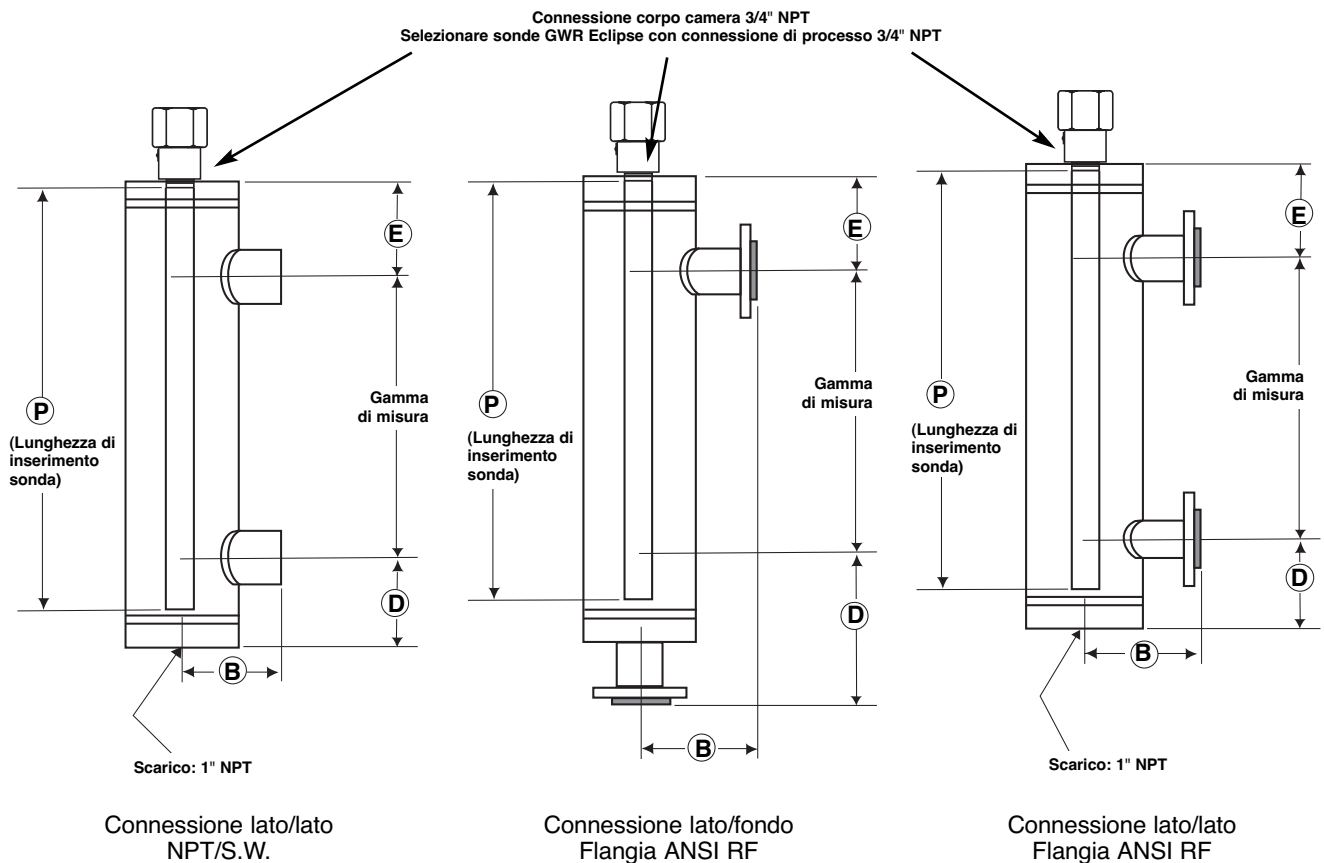 Connessione corpo camera 3/4" NPT
Selezionare sonde GWR Eclipse con connessione di processo 3/4" NPT
E
P
(Lunghezza di
inserimento
sonda)
Gamma
di misura
D
B
Scarico: 1" NPT
Connessione lato/lato
NPT/S.W.
E
P
(Lunghezza di
inserimento
sonda)
Gamma
di misura
D
B
Connessione lato/fondo
Flangia ANSI RF
E
P
(Lunghezza di
inserimento
sonda)
Gamma
di misura
D
B
Scarico: 1" NPT
Connessione lato/lato
Flangia ANSI RF